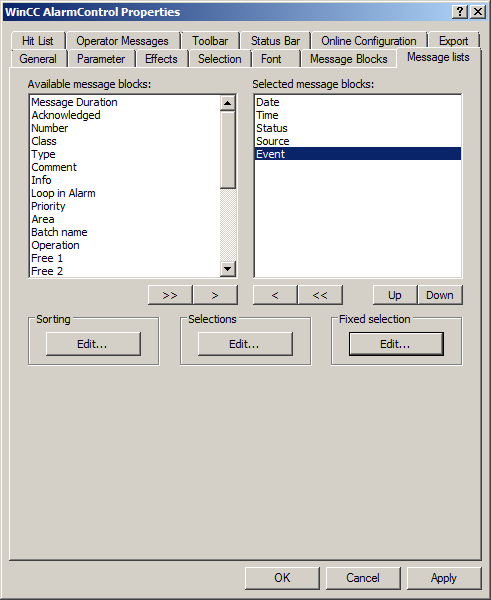 WinCC AlarmControl Properties
Hit List Operator Messages Toolbar Status Bar Online Configuration Export
General Parameter Effects Selection Font Message Blocks Message lists
Available message blocks: Selected message blocks:
Message Duration Date
Acknowledged Time
Number Status
Class Source
Type Event
Comment
Info
Loop in Alarm
Priority
Area
Batch name
Operation
Free 1
Free 2
>> > < << Up Down
Sorting Selections Fixed selection
Edit... Edit... Edit...
OK Cancel Apply